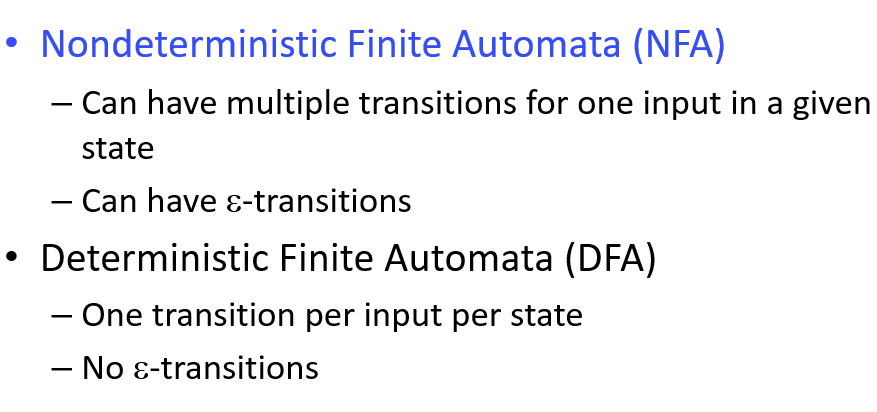 • Nondeterministic Finite Automata (NFA)
– Can have multiple transitions for one input in a given
state
– Can have ε-transitions
• Deterministic Finite Automata (DFA)
– One transition per input per state
– No ε-transitions